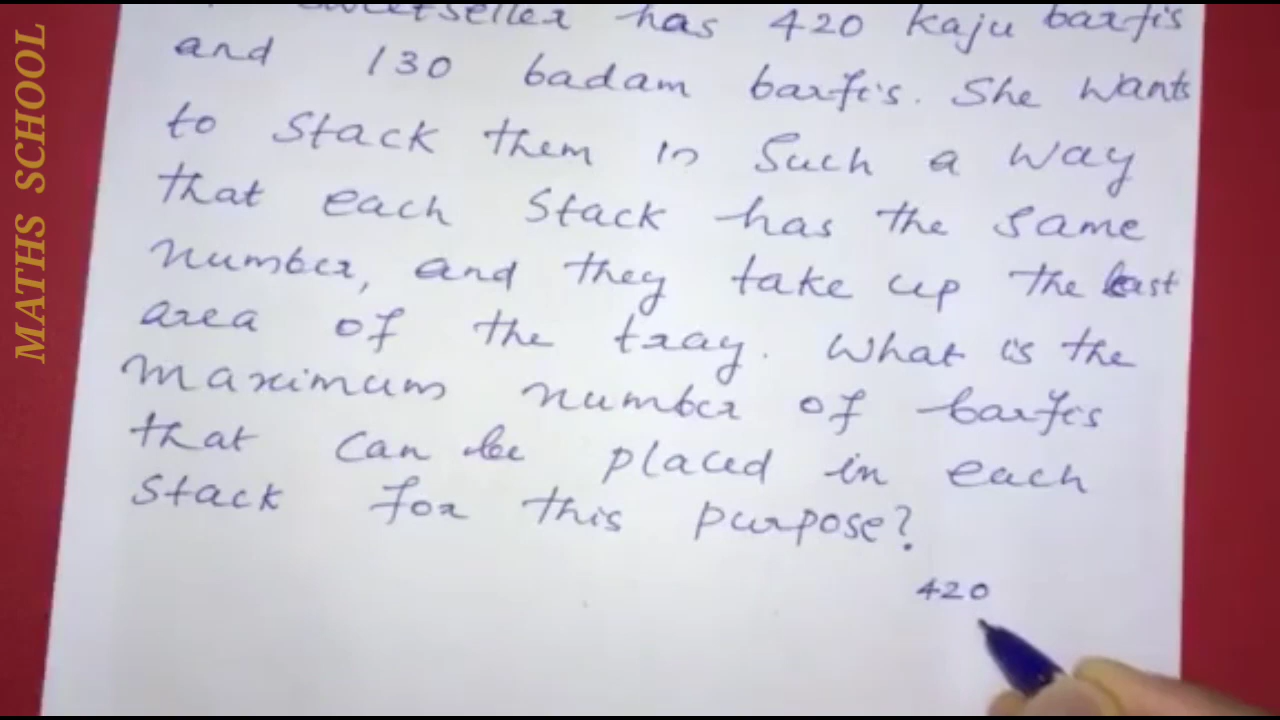 MATHS SCHOOL
has 420 kaju barfis
and 130 badam barfis. She wants
to stack them in such a way
that each stack has the same
number, and they take up the least
area of the tray. What is the
maximum number of barfis
that can be placed in each
stack for this purpose?
420